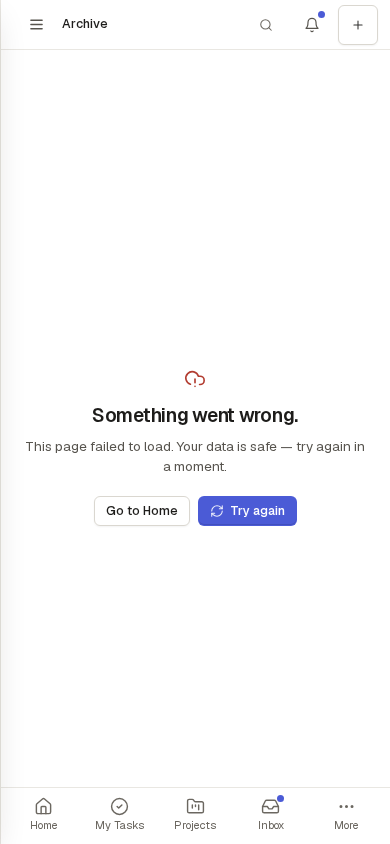 Archive
Something went wrong.
This page failed to load. Your data is safe — try again in
a moment.
Go to Home
Try again
Home
My Tasks
Projects
Inbox
More